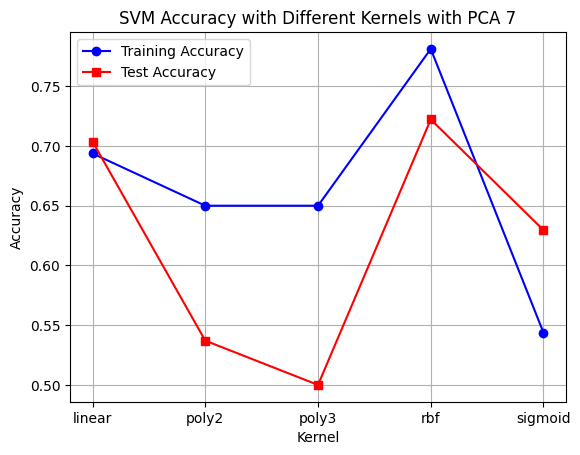 SVM Accuracy with Different Kernels with PCA 7
Training Accuracy
Test Accuracy
Accuracy
0.75
0.70
0.65
0.60
0.55
0.50
linear poly2 poly3 rbf sigmoid
Kernel